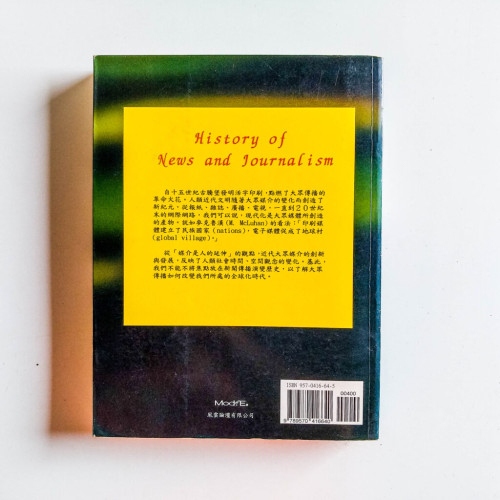 History of
News and Journalism
自十五世紀古騰堡發明活字印刷，點燃了大眾傳播的
革命火花，人類近代文明隨著大眾媒介的變化而創造了
新紀元。從報紙、雜誌、廣播、電視，一直到20世紀
末的網際網路，我們可以說，現代化是大眾媒體所創造
的產物。就如麥克魯漢(M. McLuhan)的看法：「印刷媒
體建立了民族國家(nations)，電子媒體促成了地球村
(global village)。」
從「媒介是人的延伸」的觀點，近代大眾媒介的創新
與發展，反映了人類社會時間、空間觀念的變化。基此，
我們不能不將焦點放在新聞傳播演變歷史，以了解大眾
傳播如何改變我們所處的全球化時代。
ISBN 957-0416-64-3
00400
9 789570 416640
風雲論壇有限公司